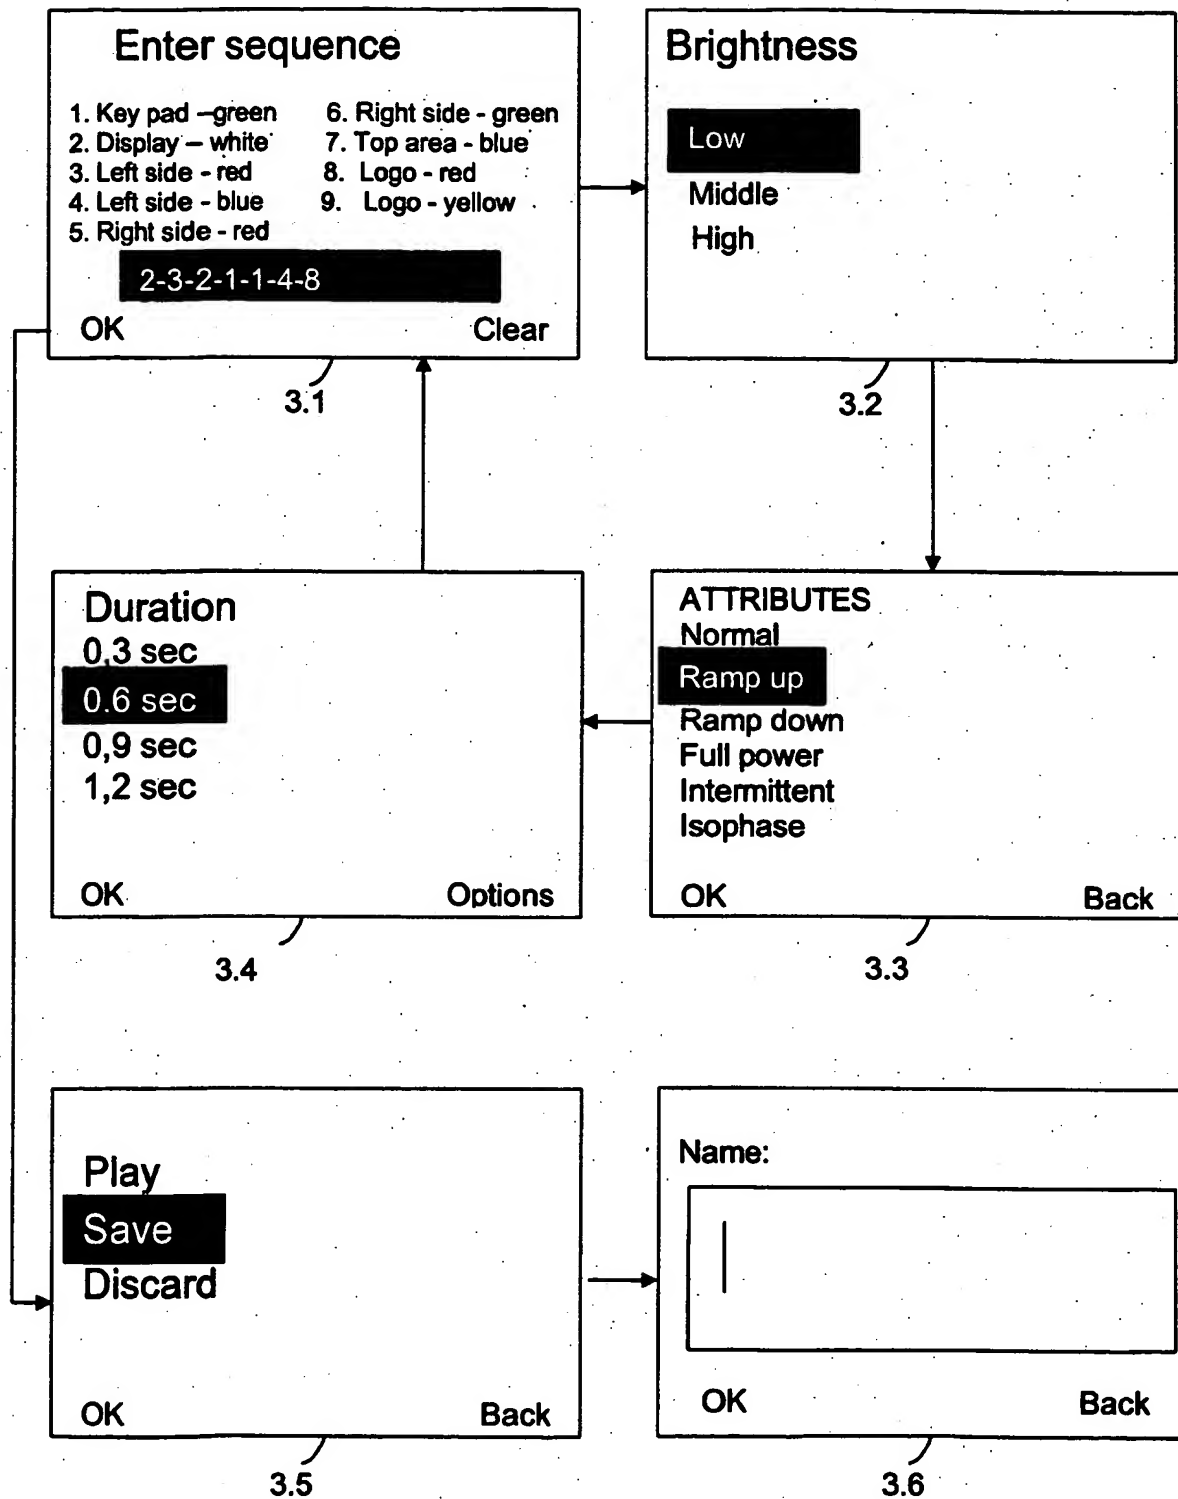 Enter sequence
1. Key pad –green
2. Display – white
3. Left side - red
4. Left side - blue
5. Right side - red
6. Right side - green
7. Top area - blue
8. Logo - red
9. Logo - yellow
2-3-2-1-1-4-8
OK Clear
3.1
Brightness
Low
Middle
High
3.2
Duration
0,3 sec
0.6 sec
0,9 sec
1,2 sec
OK Options
3.4
ATTRIBUTES
Normal
Ramp up
Ramp down
Full power
Intermittent
Isophase
OK Back
3.3
Play
Save
Discard
OK Back
3.5
Name:
OK Back
3.6